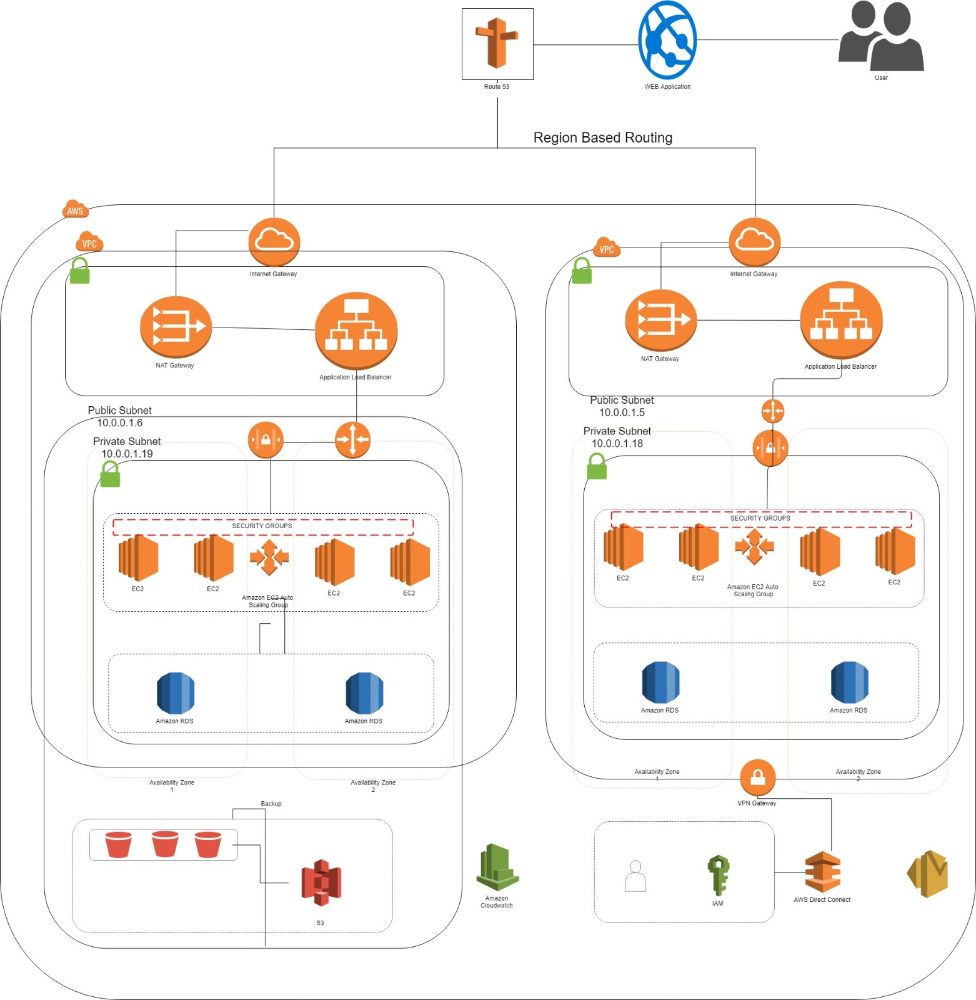 Route 53
WEB Application
User
Region Based Routing
AWS
VPC
VPC
Internet Gateway
Internet Gateway
NAT Gateway
Application Load Balancer
NAT Gateway
Application Load Balancer
Public Subnet
10.0.0.1.6
Private Subnet
10.0.0.1.19
Public Subnet
10.0.0.1.5
Private Subnet
10.0.0.1.18
SECURITY GROUPS
EC2
EC2
Amazon EC2 Auto
Scaling Group
EC2
EC2
SECURITY GROUPS
EC2
EC2
Amazon EC2 Auto
Scaling Group
EC2
EC2
Amazon RDS
Amazon RDS
Amazon RDS
Amazon RDS
Availability Zone
1
Availability Zone
2
Availability Zone
1
Availability Zone
2
Backup
VPN Gateway
S3
Amazon
Cloudwatch
IAM
AWS Direct Connect